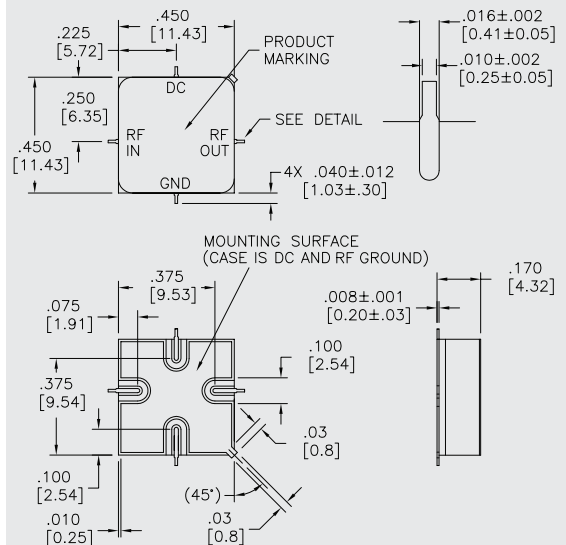 .450
[11.43]
.225
[5.72]
PRODUCT
MARKING
.016±.002
[0.41±0.05]
.010±.002
[0.25±0.05]
DC
.250
[6.35]
RF
IN
RF
OUT
SEE DETAIL
.450
[11.43]
GND
4X .040±.012
[1.03±.30]
MOUNTING SURFACE
(CASE IS DC AND RF GROUND)
.375
[9.53]
.170
[4.32]
.075
[1.91]
.008±.001
[0.20±.03]
.100
[2.54]
.375
[9.54]
.03
[0.8]
.100
[2.54]
(45°)
.010
[0.25]
.03
[0.8]